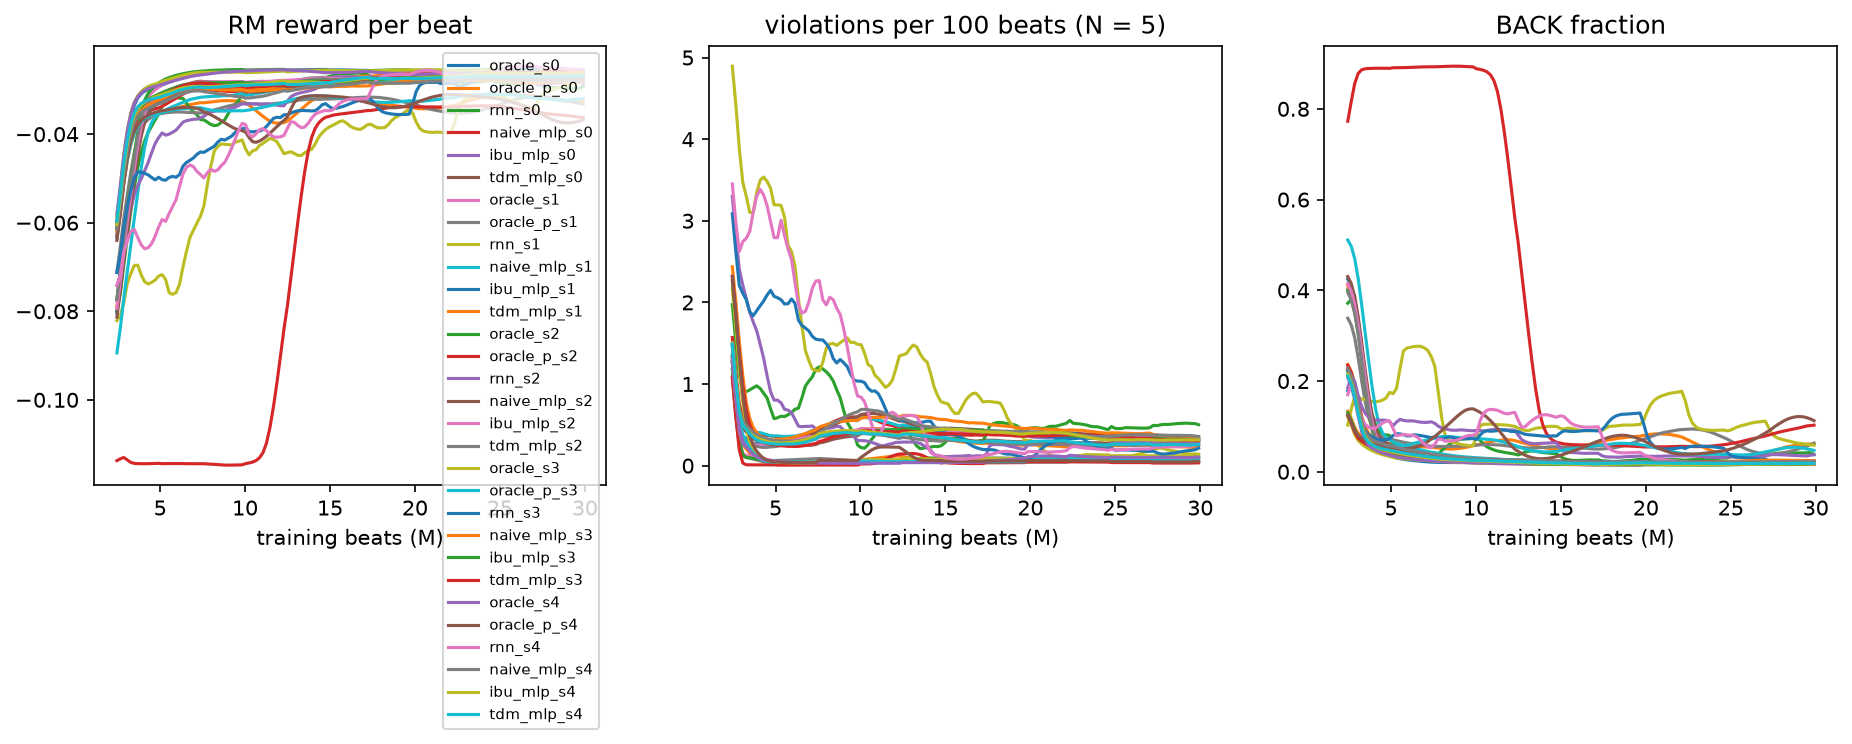 RM reward per beat
−0.04
−0.06
−0.08
−0.10
5
10
15
20
25
30
training beats (M)
oracle_s0
oracle_p_s0
rnn_s0
naive_mlp_s0
ibu_mlp_s0
tdm_mlp_s0
oracle_s1
oracle_p_s1
rnn_s1
naive_mlp_s1
ibu_mlp_s1
tdm_mlp_s1
oracle_s2
oracle_p_s2
rnn_s2
naive_mlp_s2
ibu_mlp_s2
tdm_mlp_s2
oracle_s3
oracle_p_s3
rnn_s3
naive_mlp_s3
ibu_mlp_s3
tdm_mlp_s3
oracle_s4
oracle_p_s4
rnn_s4
naive_mlp_s4
ibu_mlp_s4
tdm_mlp_s4
violations per 100 beats (N = 5)
5
4
3
2
1
0
5
10
15
20
25
30
training beats (M)
BACK fraction
0.8
0.6
0.4
0.2
0.0
5
10
15
20
25
30
training beats (M)